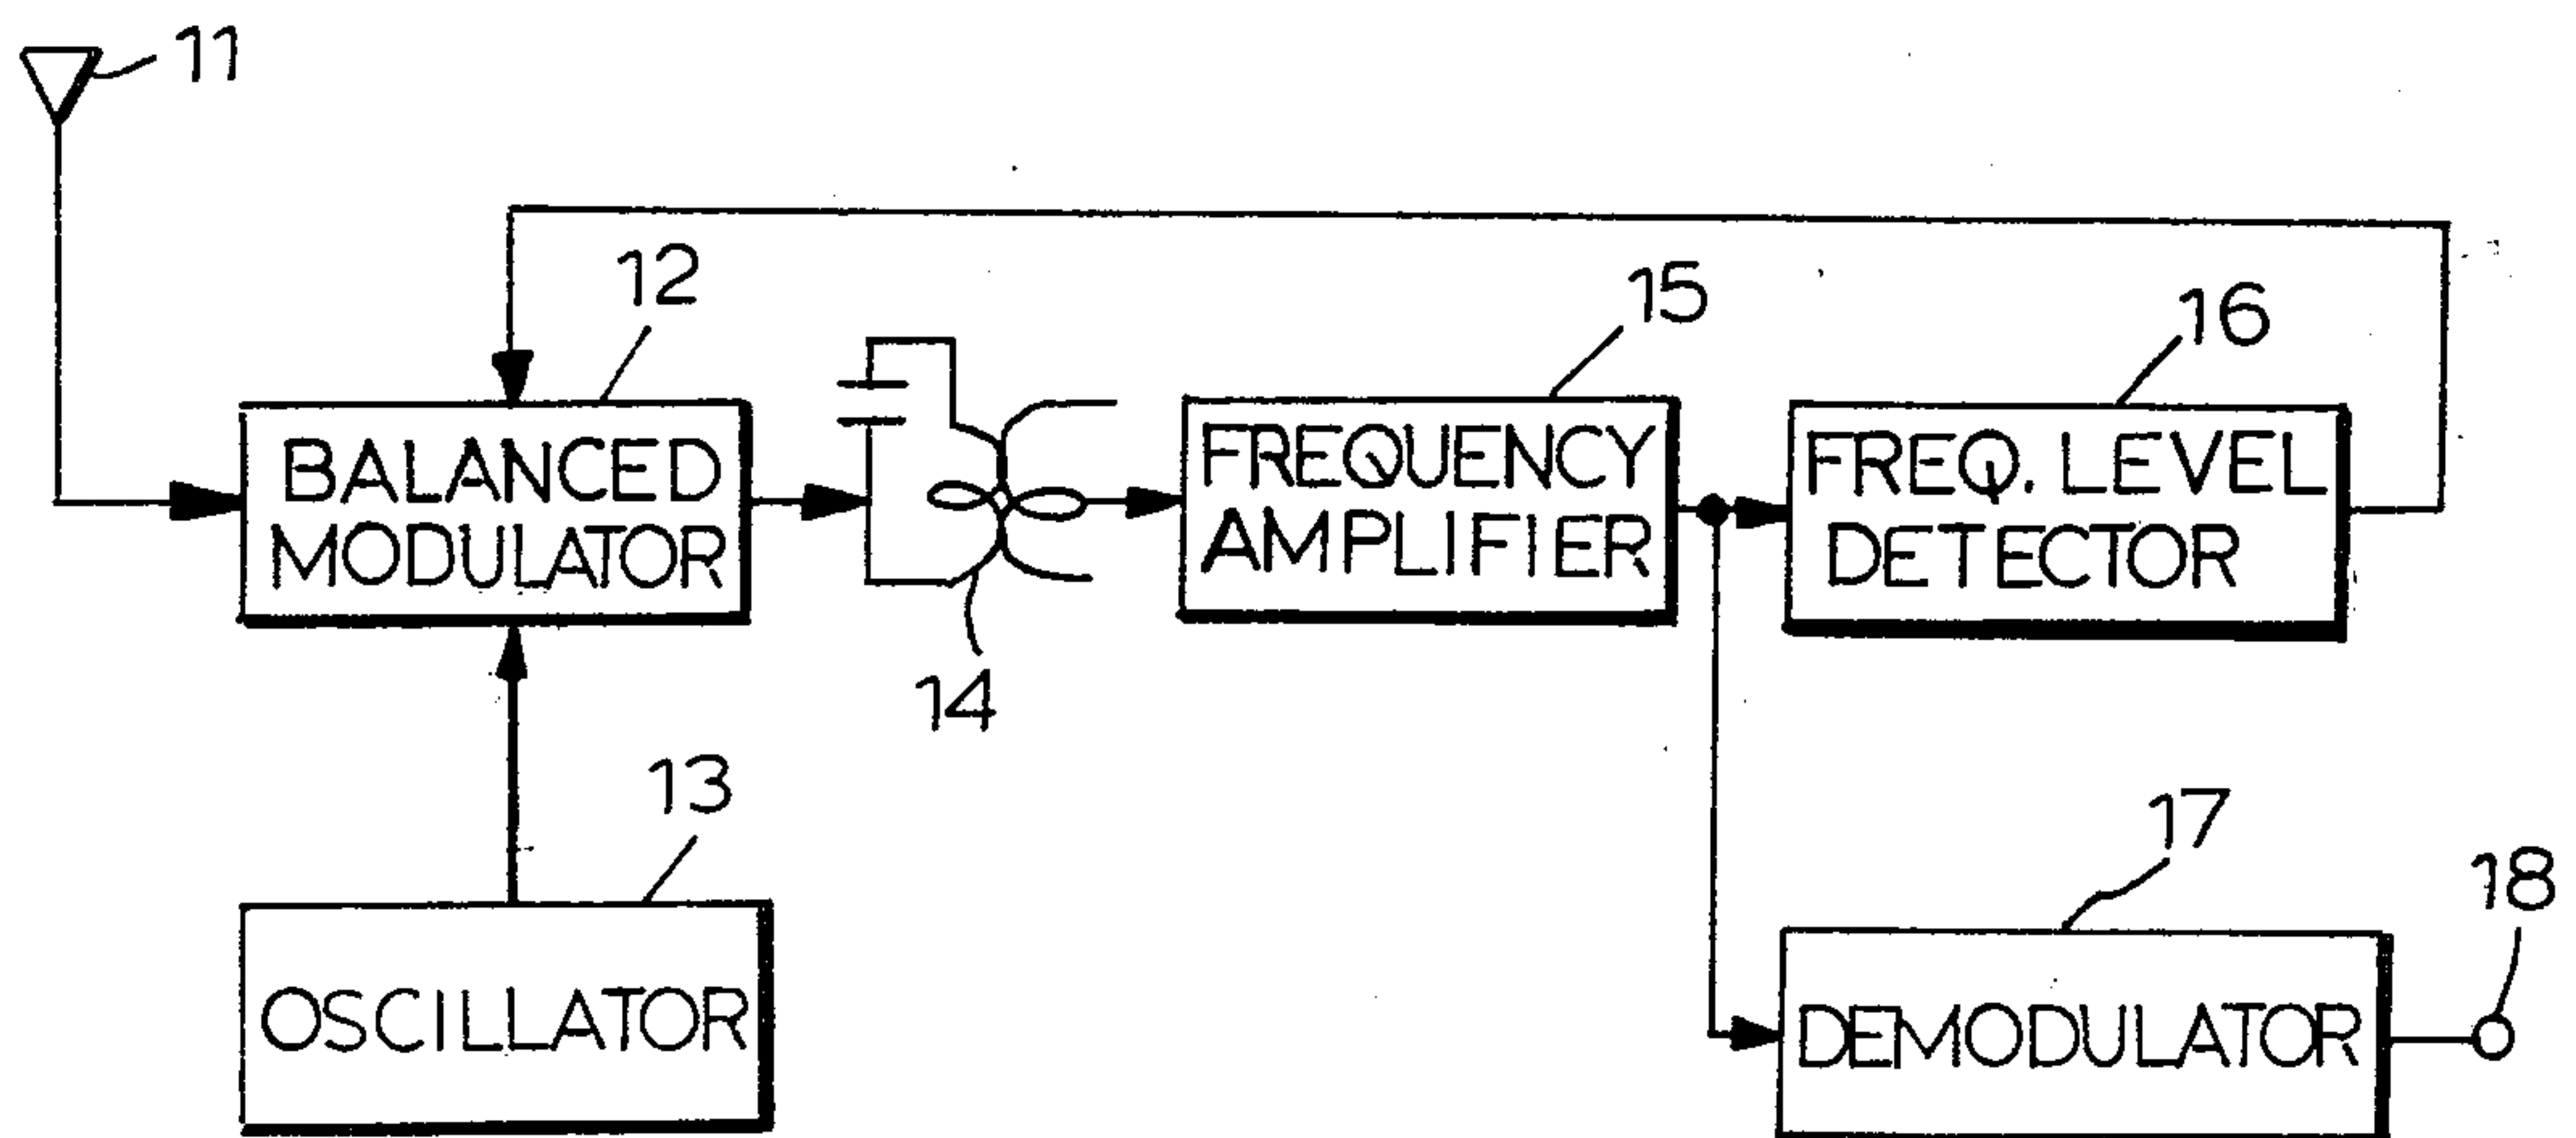 11
12
BALANCED
MODULATOR
13
OSCILLATOR
14
15
FREQUENCY
AMPLIFIER
16
FREQ. LEVEL
DETECTOR
17
DEMODULATOR
18